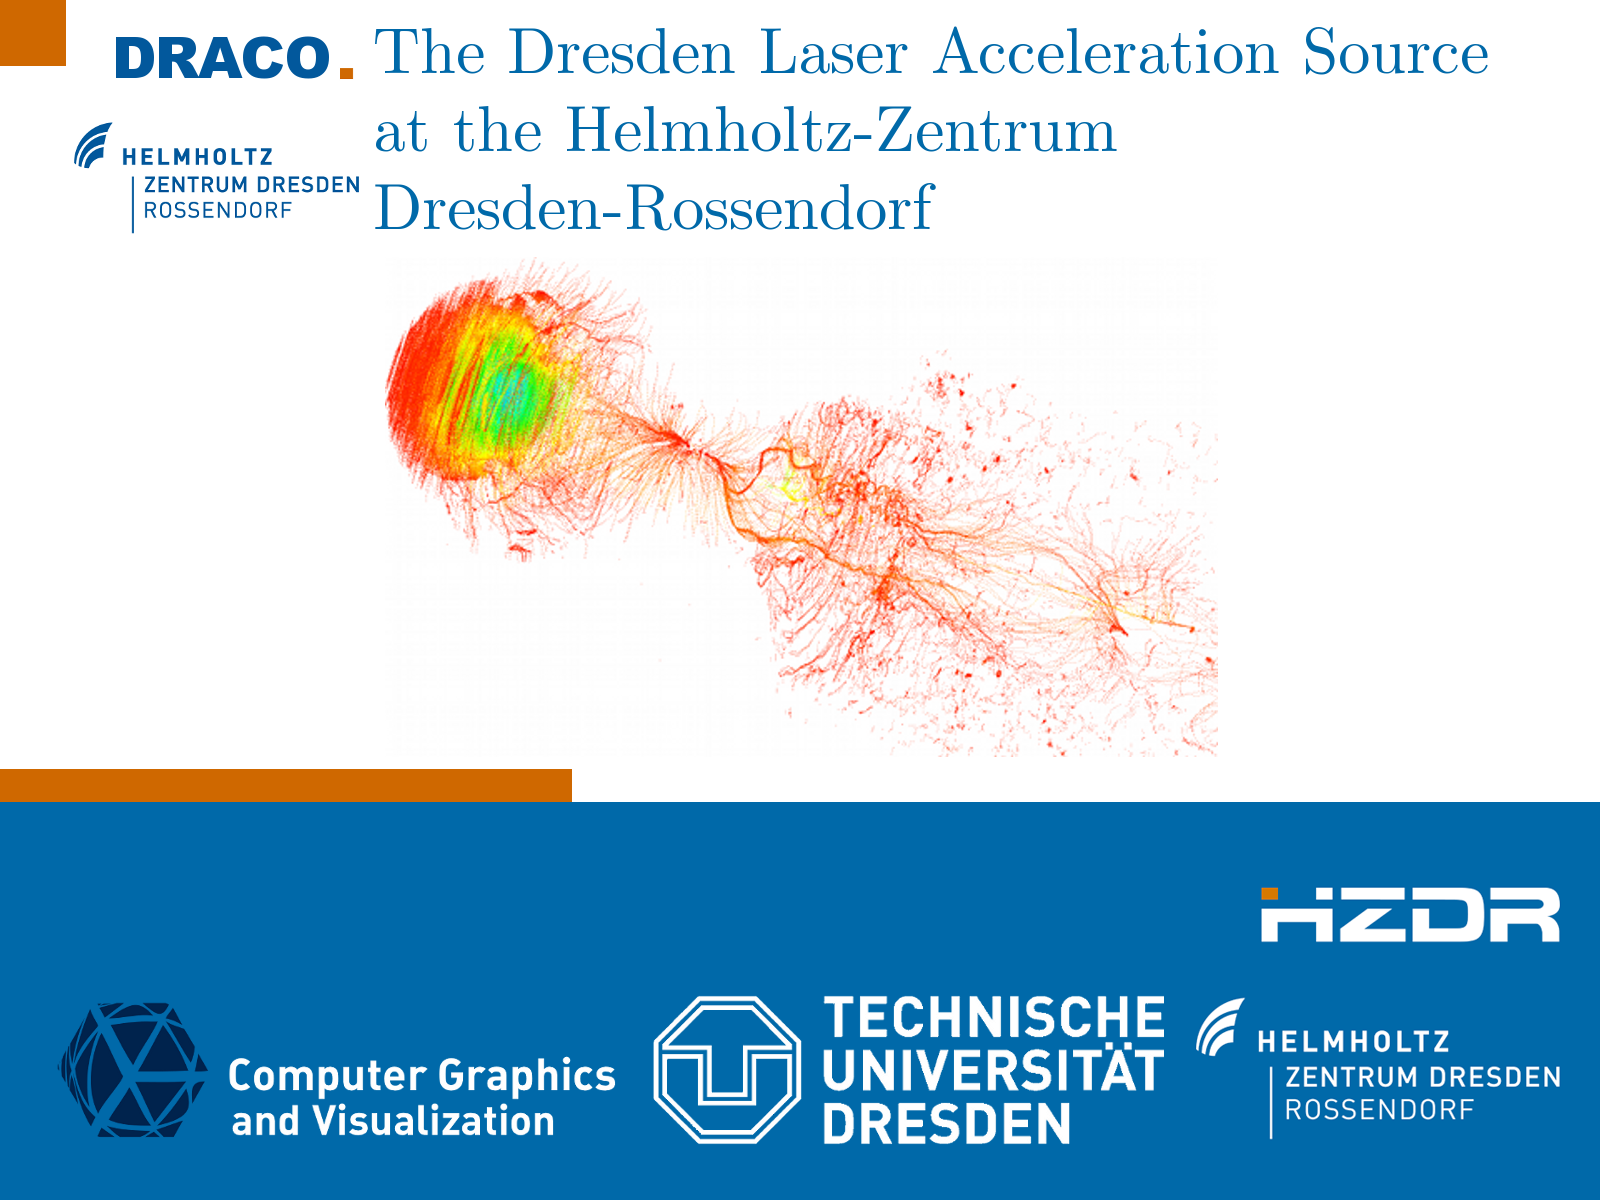 DRACO.
The Dresden Laser Acceleration Source
at the Helmholtz-Zentrum
Dresden-Rossendorf
HELMHOLTZ
ZENTRUM DRESDEN
ROSSENDORF
HZDR
Computer Graphics
and Visualization
TECHNISCHE
UNIVERSITÄT
DRESDEN
HELMHOLTZ
ZENTRUM DRESDEN
ROSSENDORF